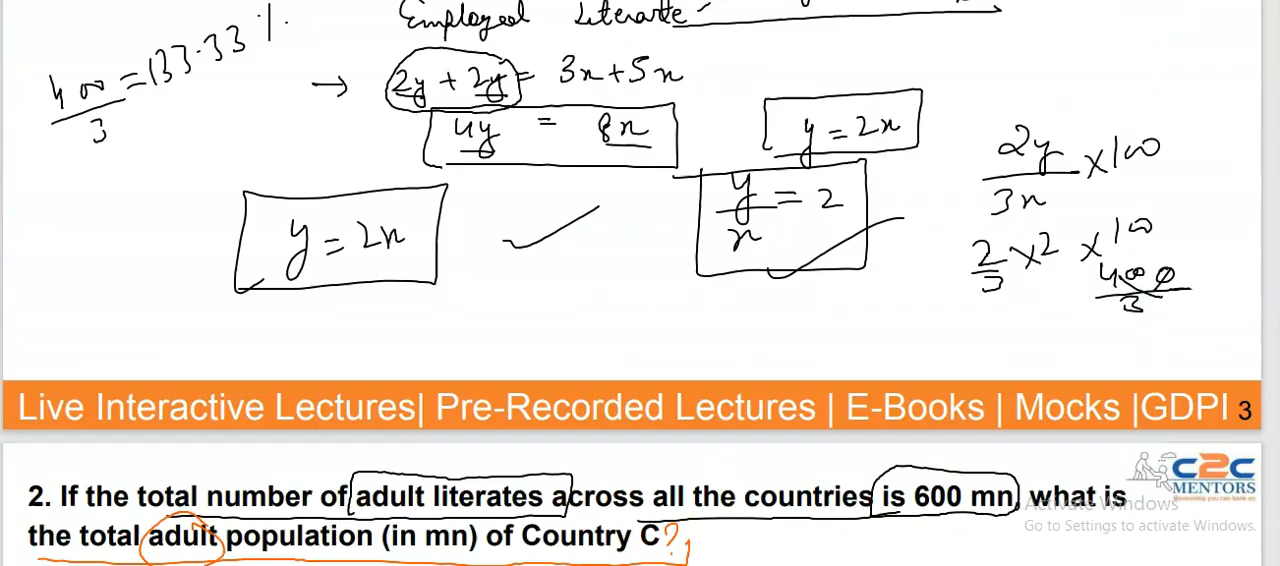 Employed Literate
400/3 = 133.33 %.
→ 2y + 2y = 3x + 5x
4y = 8x
y = 2x
2y/3x × 100
y/x = 2
y = 2x
2/3 × 2 × 100
400/3
Live Interactive Lectures| Pre-Recorded Lectures | E-Books | Mocks |GDPI 3
C2C
MENTORS
2. If the total number of adult literates across all the countries is 600 mn, what is
the total adult population (in mn) of Country C?
Activate Windows
Go to Settings to activate Windows.